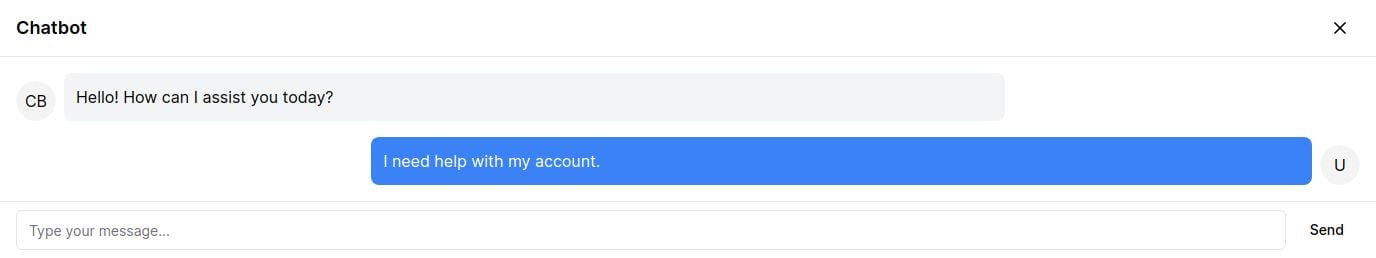 Chatbot
CB
Hello! How can I assist you today?
I need help with my account.
U
Type your message...
Send